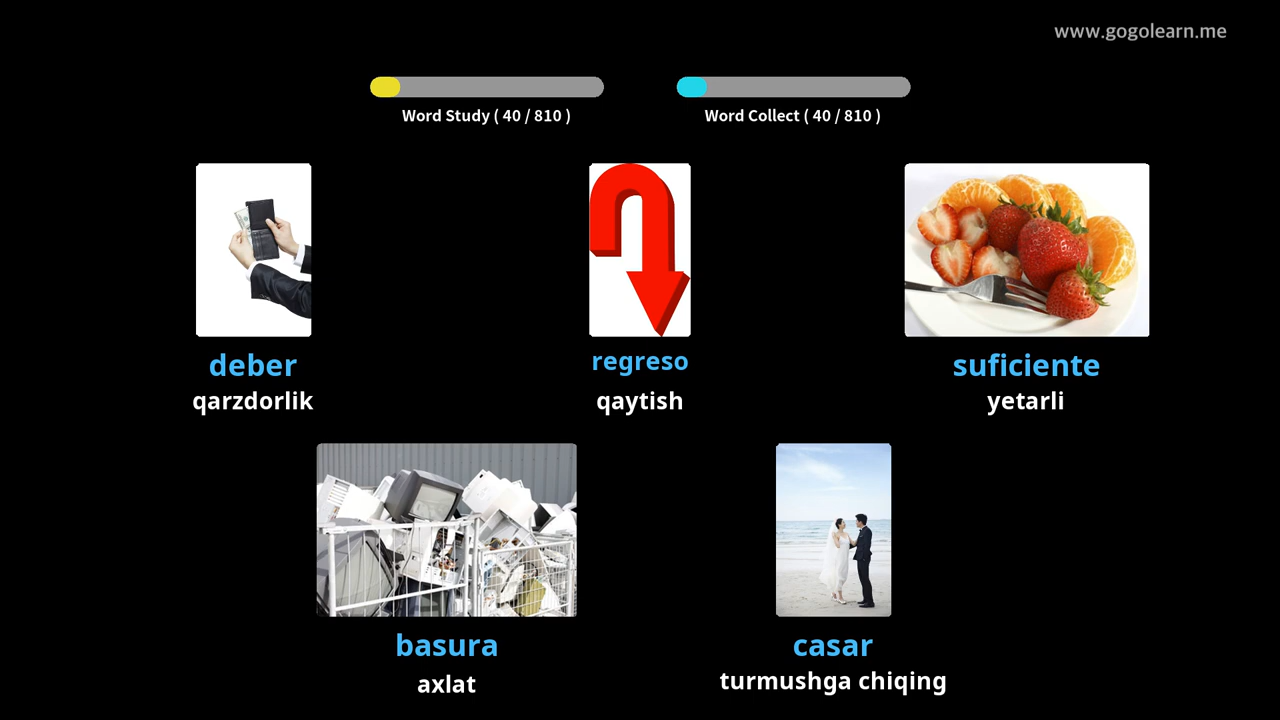 www.gogolearn.me
Word Study ( 40 / 810 )
Word Collect ( 40 / 810 )
deber
qarzdorlik
regreso
qaytish
suficiente
yetarli
basura
axlat
casar
turmushga chiqing